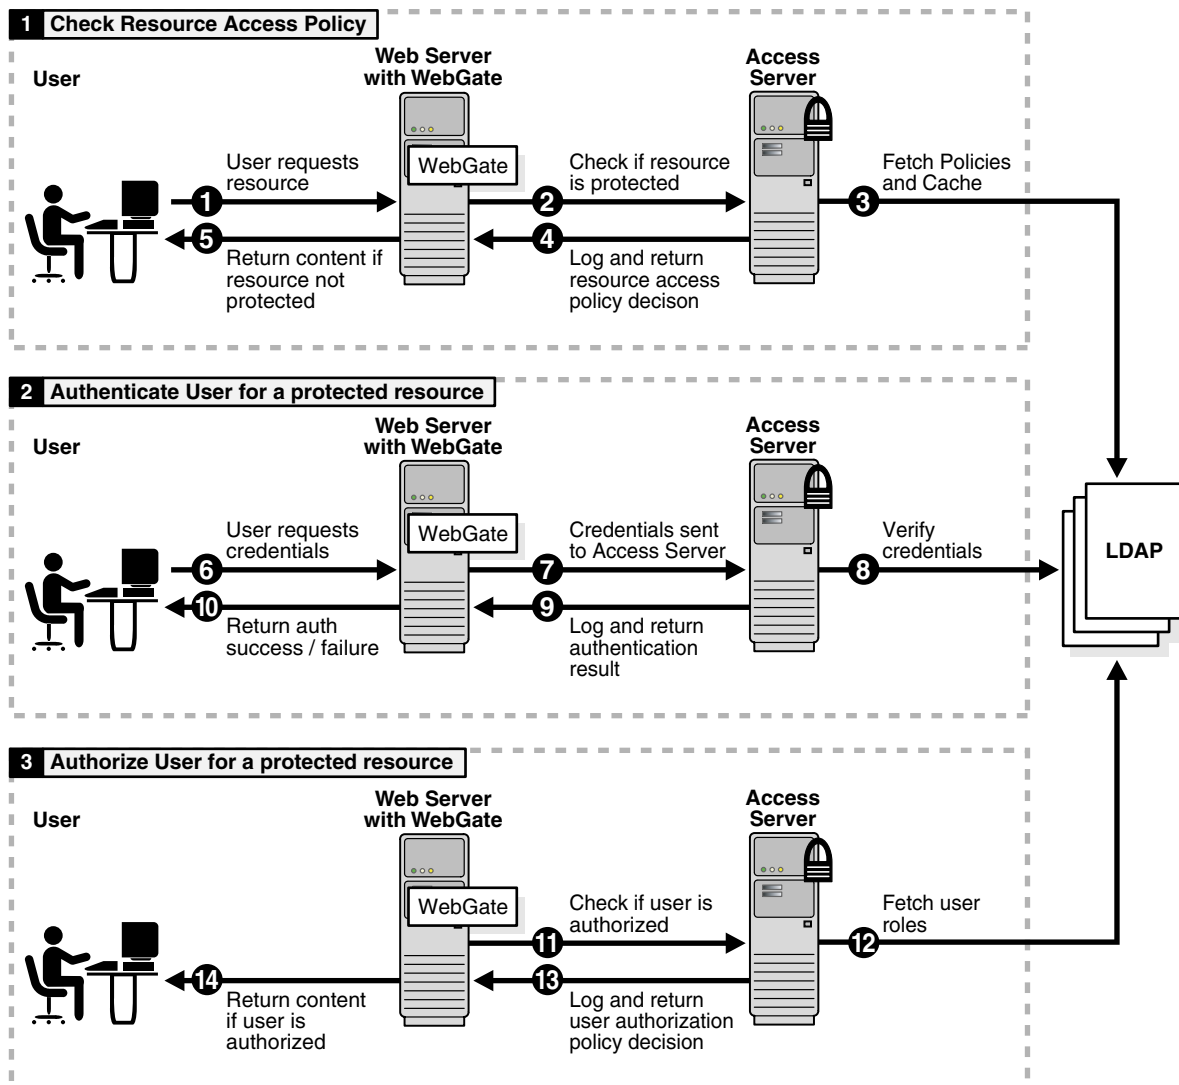 1 Check Resource Access Policy
User
Web Server
with WebGate
Access
Server
WebGate
User requests
resource
1
Check if resource
is protected
2
Fetch Policies
and Cache
3
5
Return content if
resource not
protected
4
Log and return
resource access
policy decison
2 Authenticate User for a protected resource
User
Web Server
with WebGate
Access
Server
WebGate
User requests
credentials
6
Credentials sent
to Access Server
7
Verify
credentials
8
LDAP
10
Return auth
success / failure
9
Log and return
authentication
result
3 Authorize User for a protected resource
User
Web Server
with WebGate
Access
Server
WebGate
Check if user is
authorized
11
Fetch user
roles
12
14
Return content
if user is
authorized
13
Log and return
user authorization
policy decision